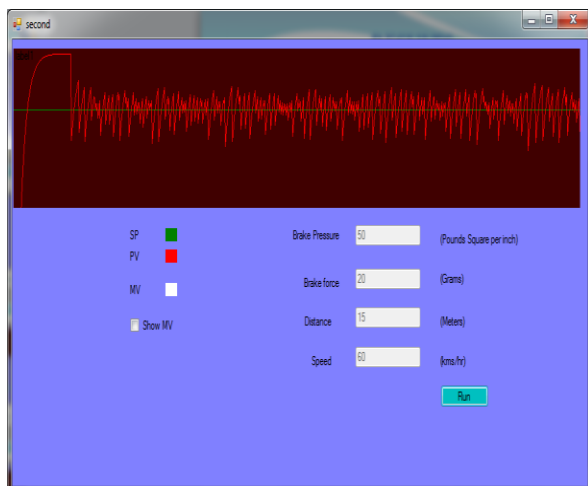 second
SP
PV
MV
Show MV
Brake Pressure 50 (Pounds Square per inch)
Brake force 20 (Grams)
Distance 15 (Meters)
Speed 60 (kms/hr)
Run